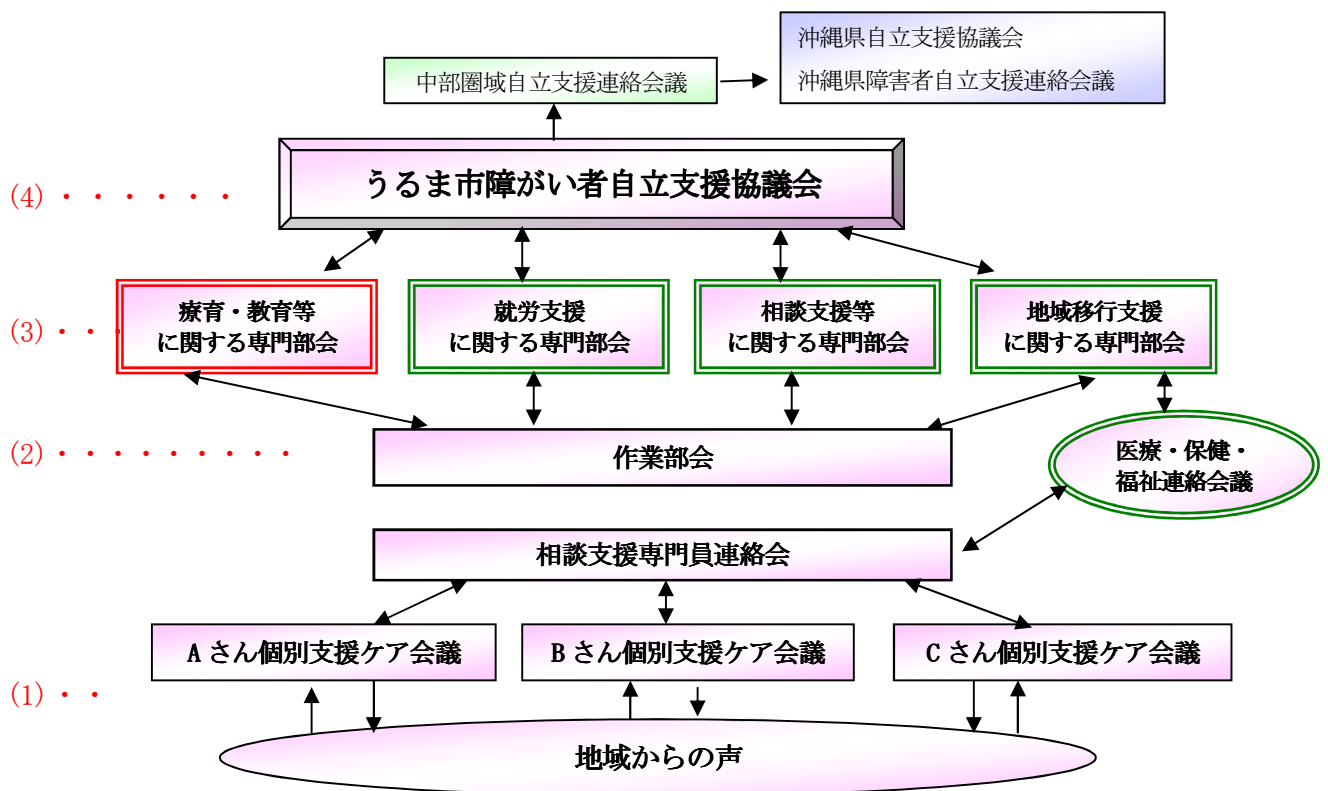 沖縄県自立支援協議会
沖縄県障害者自立支援連絡会議
中部圏域自立支援連絡会議
(4)・・・・・・
うるま市障がい者自立支援協議会
(3)・・・
療育・教育等
に関する専門部会
就労支援
に関する専門部会
相談支援等
に関する専門部会
地域移行支援
に関する専門部会
(2)・・・・・・・・・
作業部会
医療・保健・
福祉連絡会議
相談支援専門員連絡会
Aさん個別支援ケア会議
Bさん個別支援ケア会議
Cさん個別支援ケア会議
(1)・・
地域からの声